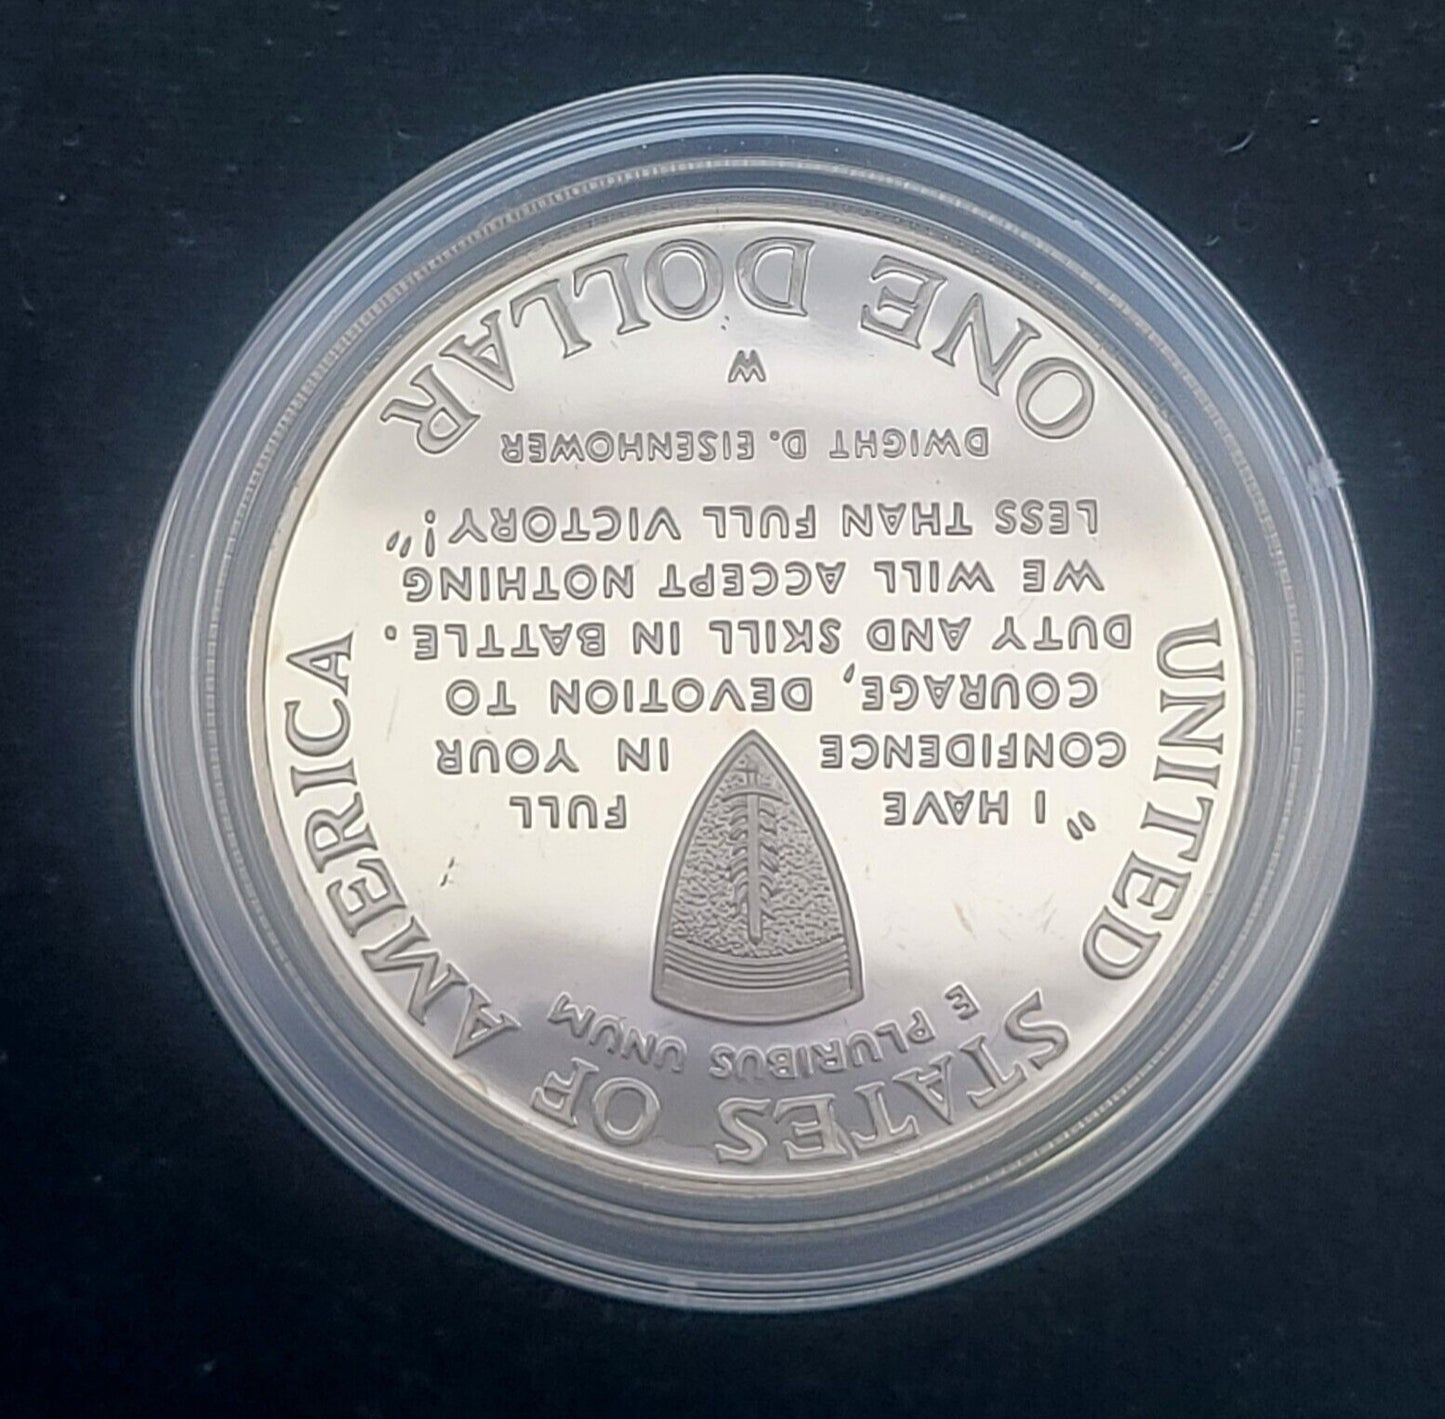 UNITED STATES OF AMERICA
E PLURIBUS UNUM
"I HAVE FULL
CONFIDENCE IN YOUR
COURAGE, DEVOTION TO
DUTY AND SKILL IN BATTLE.
WE WILL ACCEPT NOTHING
LESS THAN FULL VICTORY!"
DWIGHT D. EISENHOWER
W
ONE DOLLAR